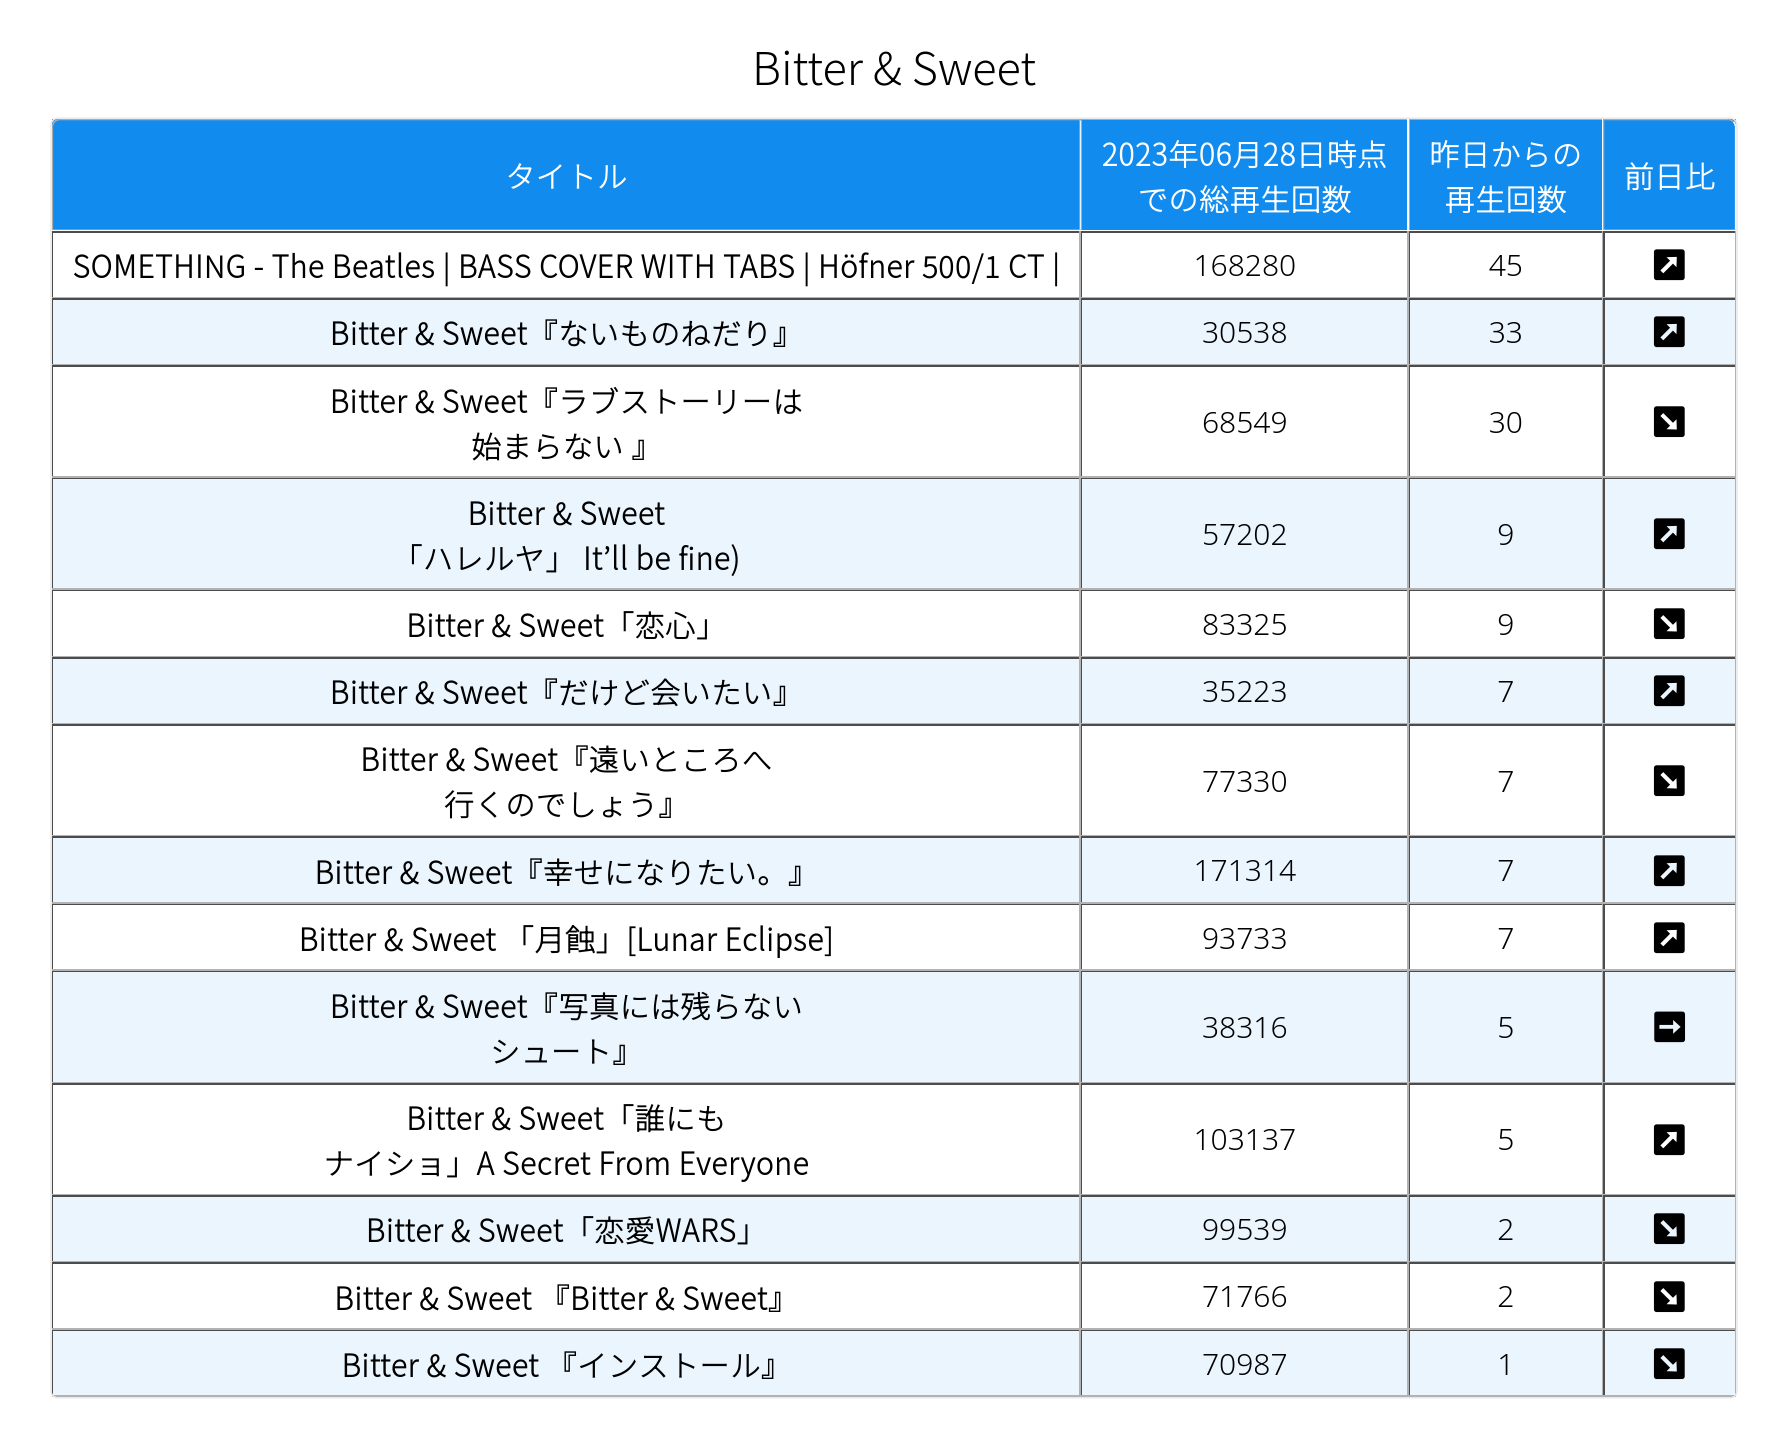 Bitter & Sweet
タイトル
2023年06月28日時点
での総再生回数
昨日からの
再生回数
前日比
SOMETHING - The Beatles | BASS COVER WITH TABS | Höfner 500/1 CT |
168280
45
Bitter & Sweet『ないものねだり』
30538
33
Bitter & Sweet『ラブストーリーは
始まらない 』
68549
30
Bitter & Sweet
「ハレルヤ」 It’ll be fine)
57202
9
Bitter & Sweet「恋心」
83325
9
Bitter & Sweet『だけど会いたい』
35223
7
Bitter & Sweet『遠いところへ
行くのでしょう』
77330
7
Bitter & Sweet『幸せになりたい。』
171314
7
Bitter & Sweet 「月蝕」[Lunar Eclipse]
93733
7
Bitter & Sweet『写真には残らない
シュート』
38316
5
Bitter & Sweet「誰にも
ナイショ」A Secret From Everyone
103137
5
Bitter & Sweet「恋愛WARS」
99539
2
Bitter & Sweet 『Bitter & Sweet』
71766
2
Bitter & Sweet 『インストール』
70987
1